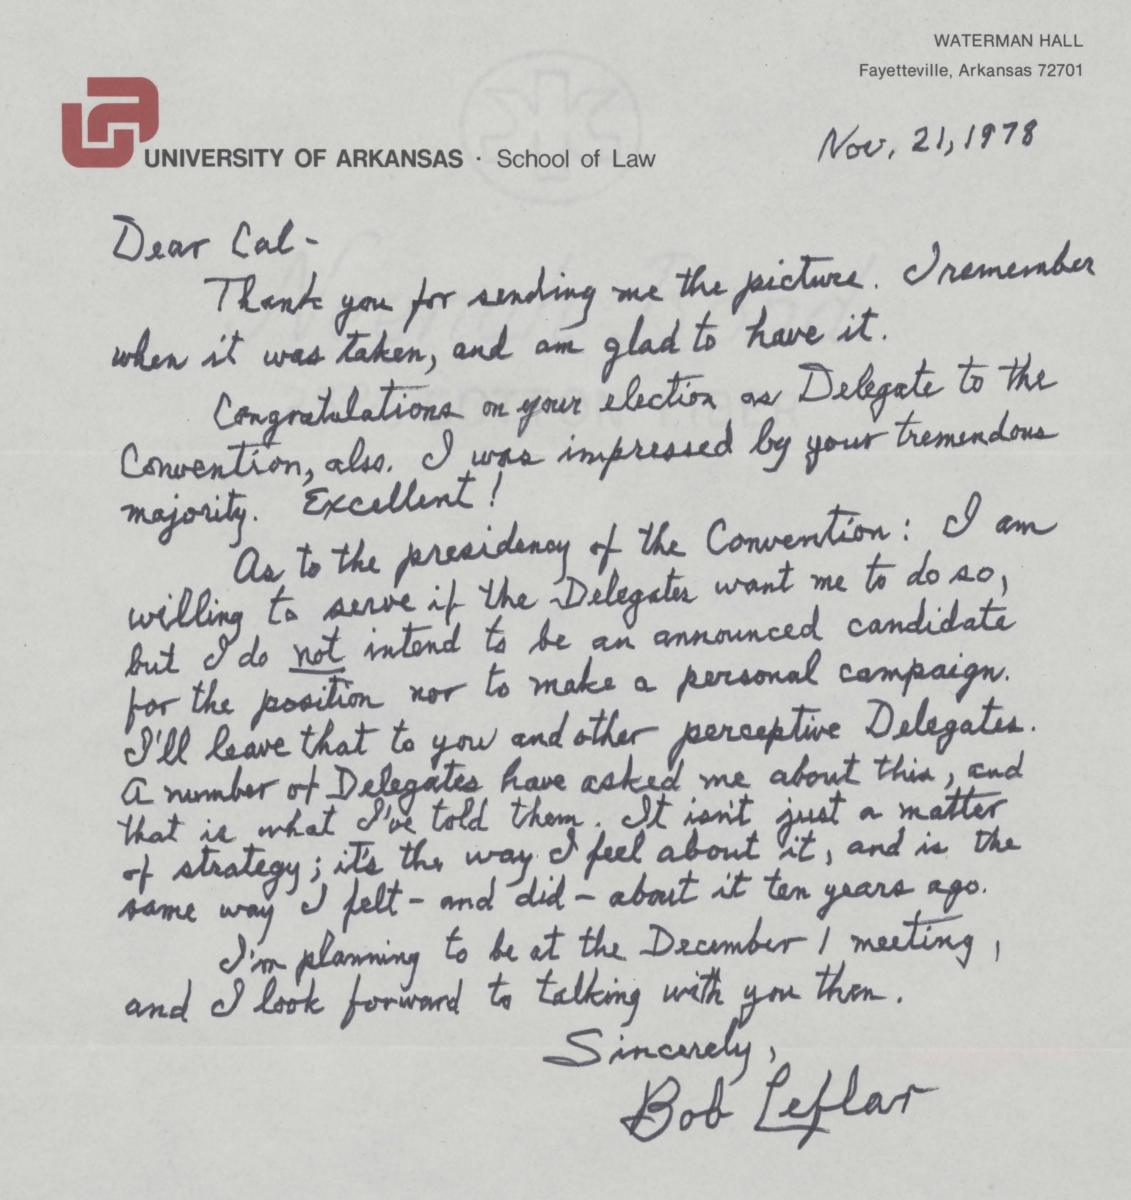 WATERMAN HALL
Fayetteville, Arkansas 72701
UNIVERSITY OF ARKANSAS · School of Law
Nov. 21, 1978
Dear Cal -
Thank you for sending me the picture. I remember
when it was taken, and am glad to have it.
Congratulations on your election as Delegate to the
Convention, also. I was impressed by your tremendous
majority. Excellent!
As to the presidency of the Convention: I am
willing to serve if the Delegates want me to do so,
but I do not intend to be an announced candidate
for the position nor to make a personal campaign.
I'll leave that to you and other perceptive Delegates.
A number of Delegates have asked me about this, and
that is what I've told them. It isn't just a matter
of strategy; it's the way I feel about it, and is the
same way I felt - and did - about it ten years ago.
I'm planning to be at the December 1 meeting,
and I look forward to talking with you then.
Sincerely,
Bob Leflar